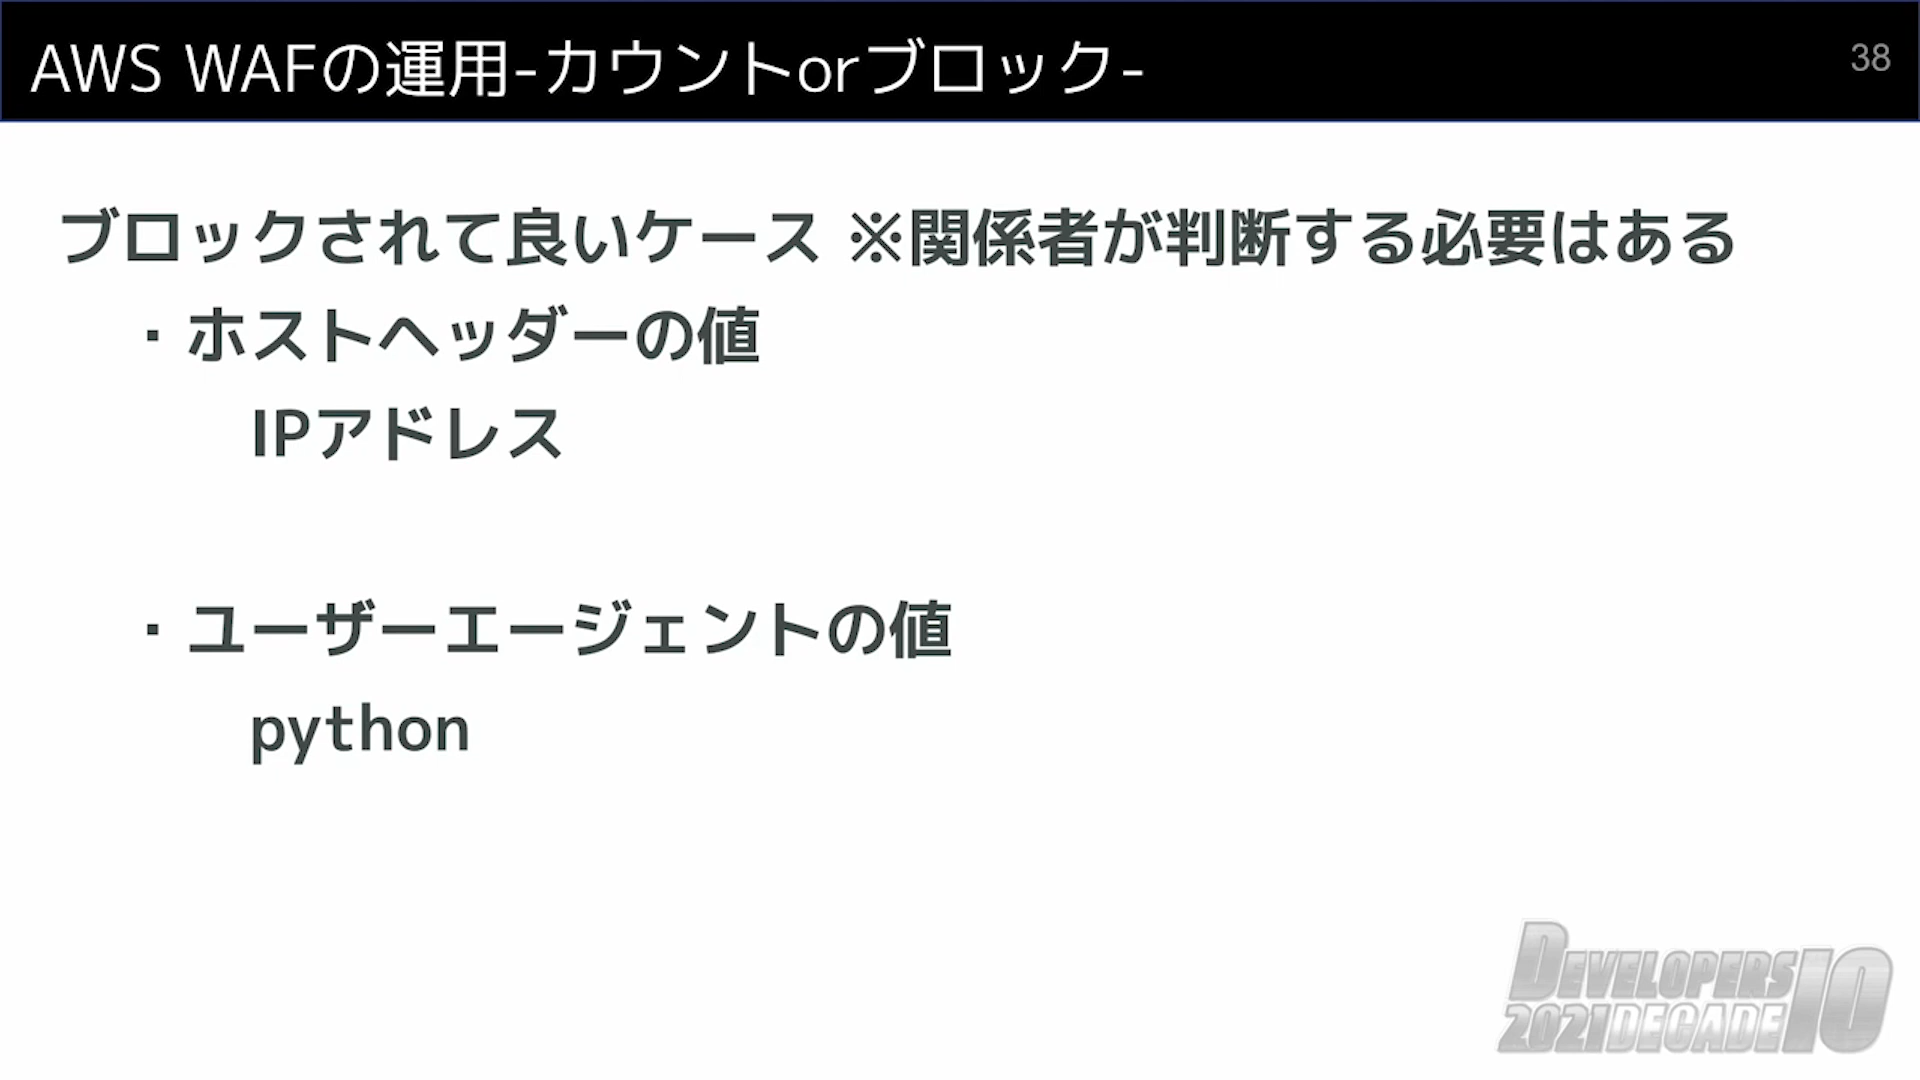 AWS WAFの運用-カウントorブロック-
38
ブロックされて良いケース ※関係者が判断する必要はある
・ホストヘッダーの値
IPアドレス
・ユーザーエージェントの値
python
DEVELOPERS
2021 DECADE 10